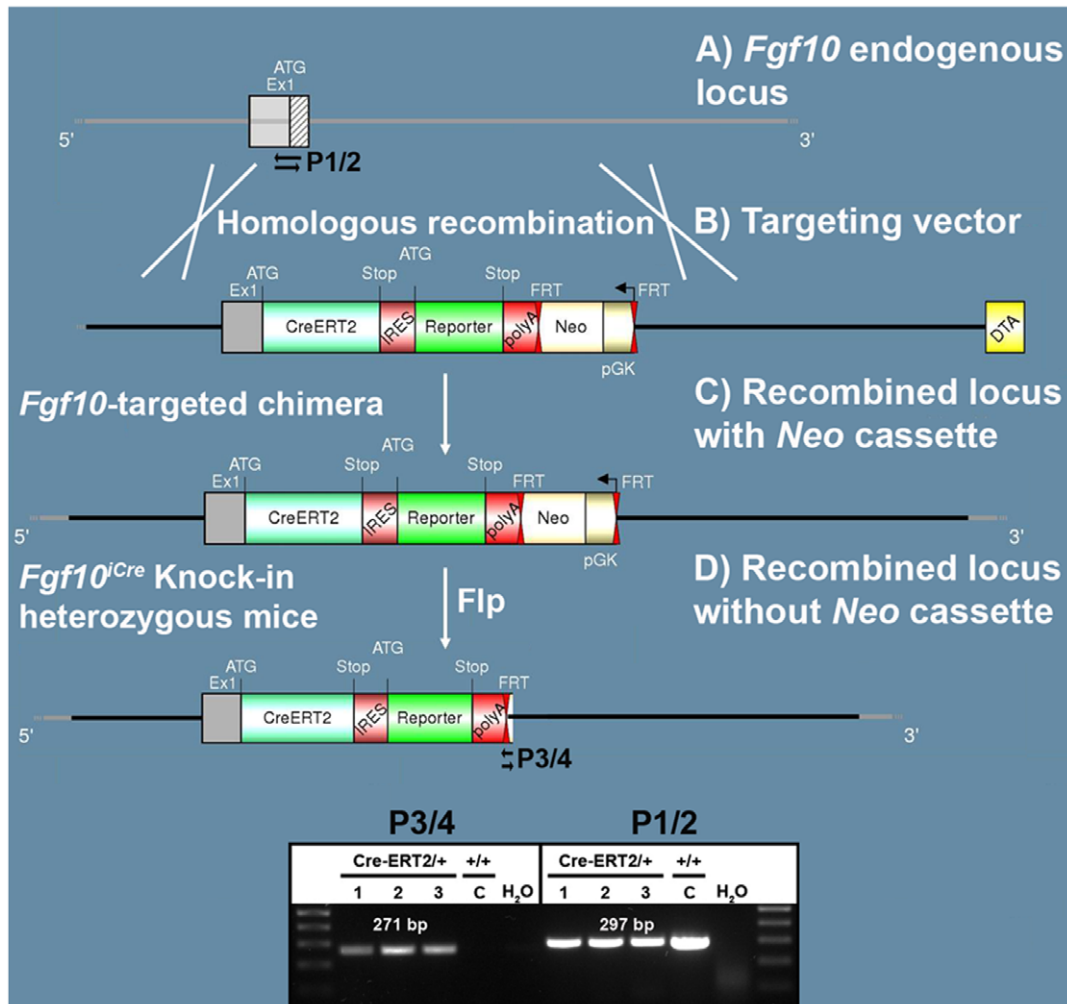 A) Fgf10 endogenous
locus
ATG
Ex1
5'
3'
P1/2
Homologous recombination
B) Targeting vector
ATG
ATG
Stop
Stop
FRT
FRT
Ex1
CreERT2
IRES
Reporter
polyA
Neo
pGK
DTA
Fgf10-targeted chimera
C) Recombined locus
with Neo cassette
ATG
ATG
Stop
Stop
FRT
FRT
Ex1
CreERT2
IRES
Reporter
polyA
Neo
pGK
5'
3'
Fgf10iCre Knock-in
heterozygous mice
Flp
D) Recombined locus
without Neo cassette
ATG
ATG
Stop
Stop
FRT
Ex1
CreERT2
IRES
Reporter
polyA
5'
3'
P3/4
P3/4 P1/2
Cre-ERT2/+ +/+ Cre-ERT2/+ +/+
1 2 3 C H2O 1 2 3 C H2O
271 bp 297 bp